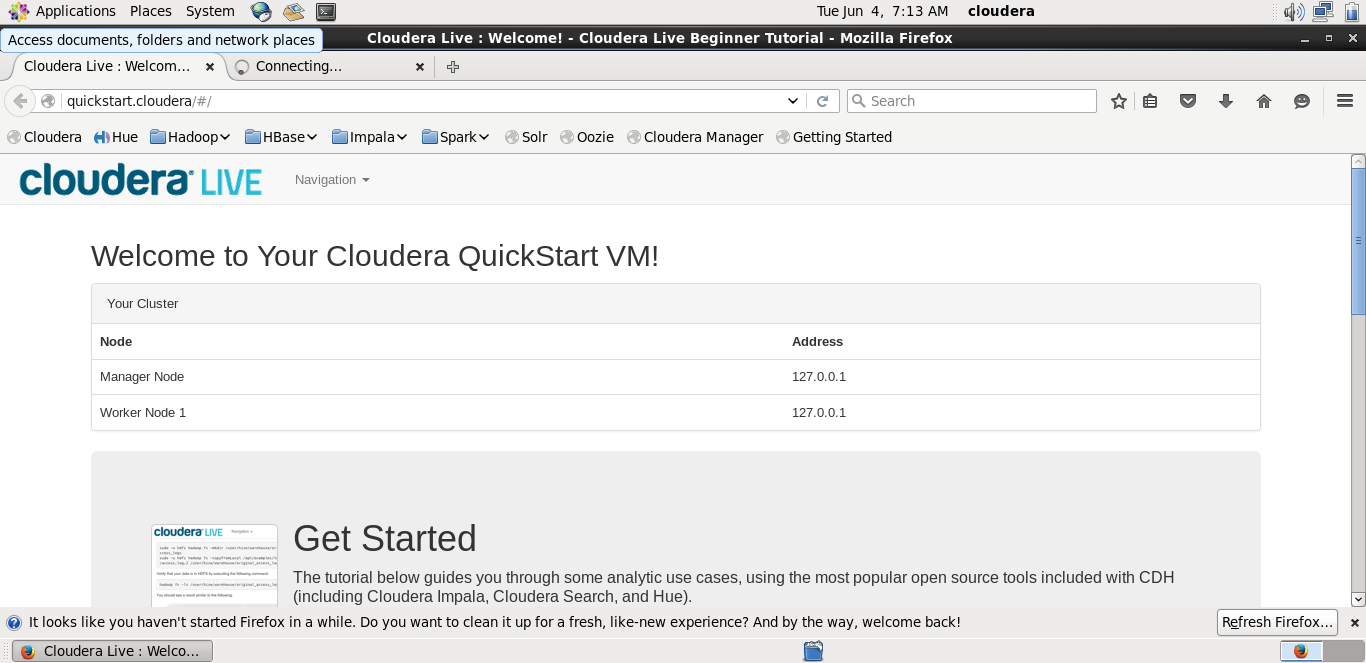 Applications Places System Tue Jun 4, 7:13 AM cloudera
Access documents, folders and network places
Cloudera Live : Welcome! - Cloudera Live Beginner Tutorial - Mozilla Firefox
Cloudera Live : Welcom... Connecting...
quickstart.cloudera/#/ Search
Cloudera Hue Hadoop HBase Impala Spark Solr Oozie Cloudera Manager Getting Started
cloudera LIVE Navigation
Welcome to Your Cloudera QuickStart VM!
Your Cluster
Node Address
Manager Node 127.0.0.1
Worker Node 1 127.0.0.1
cloudera LIVE Navigation
Get Started
The tutorial below guides you through some analytic use cases, using the most popular open source tools included with CDH
(including Cloudera Impala, Cloudera Search, and Hue).
It looks like you haven't started Firefox in a while. Do you want to clean it up for a fresh, like-new experience? And by the way, welcome back! Refresh Firefox...
Cloudera Live : Welco...